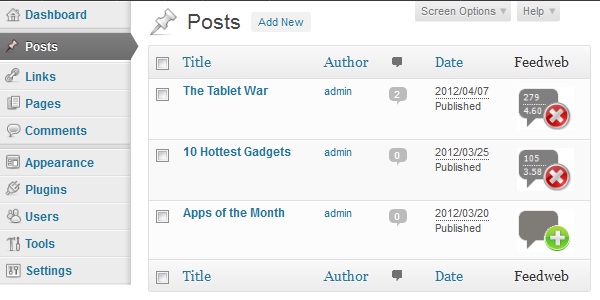 Dashboard
Posts
Links
Pages
Comments
Appearance
Plugins
Users
Tools
Settings
Screen Options Help
Posts Add New
Title Author Date Feedweb
The Tablet War admin 2 2012/04/07 279
Published 4.60
10 Hottest Gadgets admin 0 2012/03/25 105
Published 3.58
Apps of the Month admin 0 2012/03/20
Published
Title Author Date Feedweb